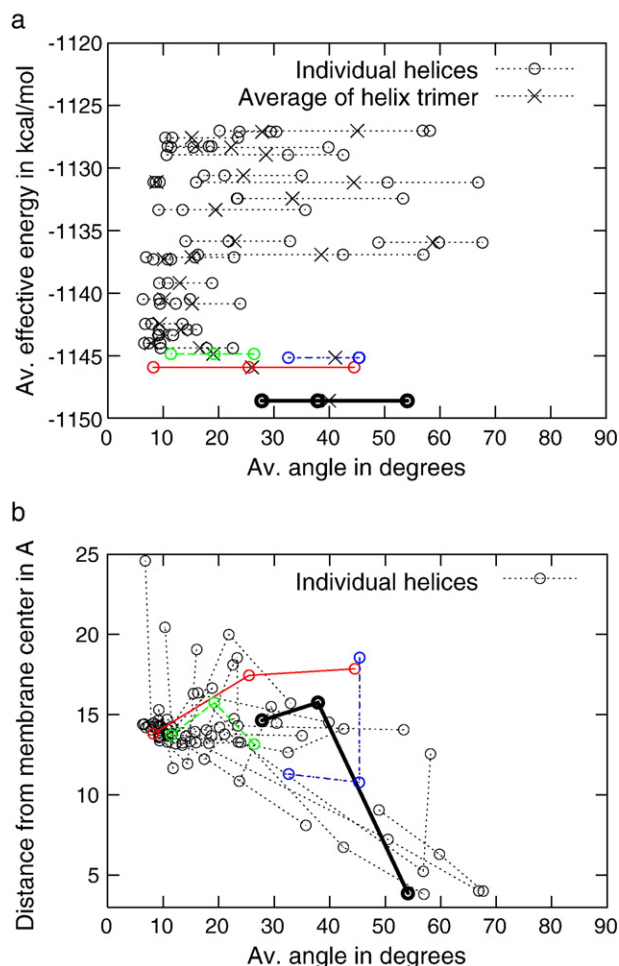 a
Av. effective energy in kcal/mol
-1120
-1125
-1130
-1135
-1140
-1145
-1150
Individual helices
Average of helix trimer
0 10 20 30 40 50 60 70 80 90
Av. angle in degrees
b
Distance from membrane center in A
25
20
15
10
5
Individual helices
0 10 20 30 40 50 60 70 80 90
Av. angle in degrees